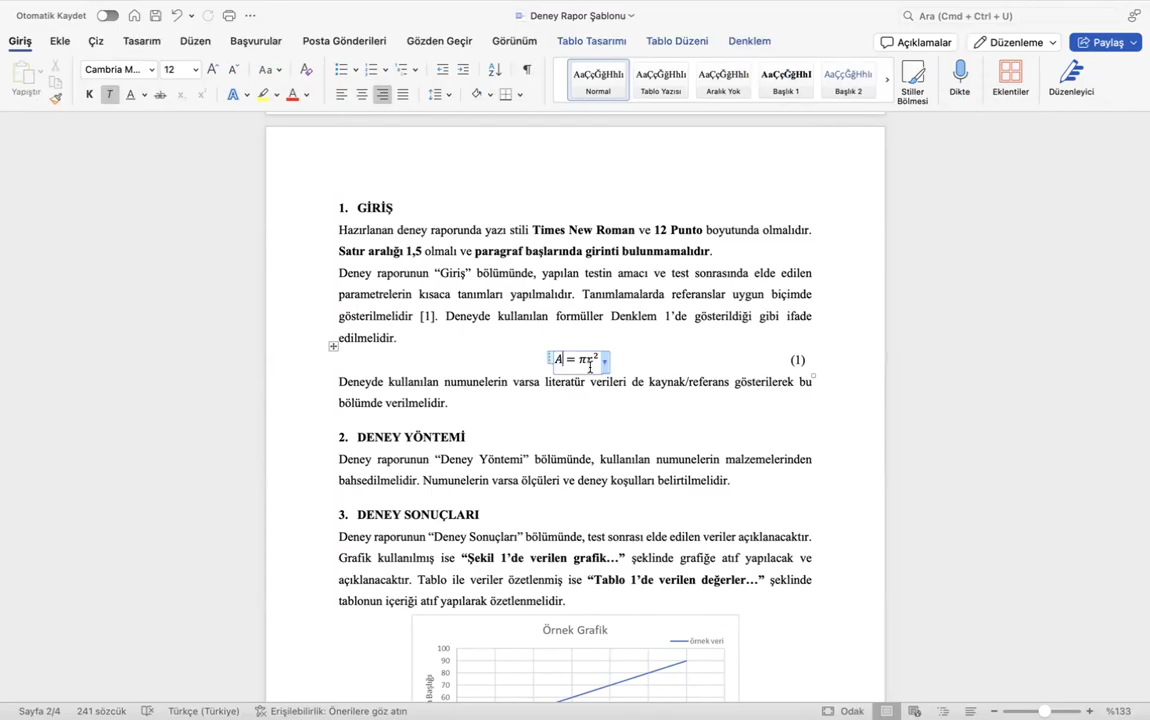 Otomatik Kaydet
Deney Rapor Şablonu
Ara (Cmd + Ctrl + U)
Giriş Ekle Çiz Tasarım Düzen Başvurular Posta Gönderileri Gözden Geçir Görünüm Tablo Tasarımı Tablo Düzeni Denklem
Açıklamalar Düzenleme Paylaş
Yapıştır
Cambria M... 12
AaÇçĞğHhIı Normal
AaÇçĞğHhIı Tablo Yazısı
AaÇçĞğHhIı Aralık Yok
AaÇçĞğHhI Başlık 1
AaÇçĞğHhIı Başlık 2
Stiller Bölmesi
Dikte
Eklentiler
Düzenleyici
1. GİRİŞ
Hazırlanan deney raporunda yazı stili Times New Roman ve 12 Punto boyutunda olmalıdır.
Satır aralığı 1,5 olmalı ve paragraf başlarında girinti bulunmamalıdır.
Deney raporunun “Giriş” bölümünde, yapılan testin amacı ve test sonrasında elde edilen
parametrelerin kısaca tanımları yapılmalıdır. Tanımlamalarda referanslar uygun biçimde
gösterilmelidir [1]. Deneyde kullanılan formüller Denklem 1’de gösterildiği gibi ifade
edilmelidir.
A = πr² (1)
Deneyde kullanılan numunelerin varsa literatür verileri de kaynak/referans gösterilerek bu
bölümde verilmelidir.
2. DENEY YÖNTEMİ
Deney raporunun “Deney Yöntemi” bölümünde, kullanılan numunelerin malzemelerinden
bahsedilmelidir. Numunelerin varsa ölçüleri ve deney koşulları belirtilmelidir.
3. DENEY SONUÇLARI
Deney raporunun “Deney Sonuçları” bölümünde, test sonrası elde edilen veriler açıklanacaktır.
Grafik kullanılmış ise “Şekil 1’de verilen grafik…” şeklinde grafiğe atıf yapılacak ve
açıklanacaktır. Tablo ile veriler özetlenmiş ise “Tablo 1’de verilen değerler…” şeklinde
tablonun içeriği atıf yapılarak özetlenmelidir.
Örnek Grafik
örnek veri
100
90
80
70
60
Başlığı
Sayfa 2/4 241 sözcük Türkçe (Türkiye) Erişilebilirlik: Önerilere göz atın Odak %133